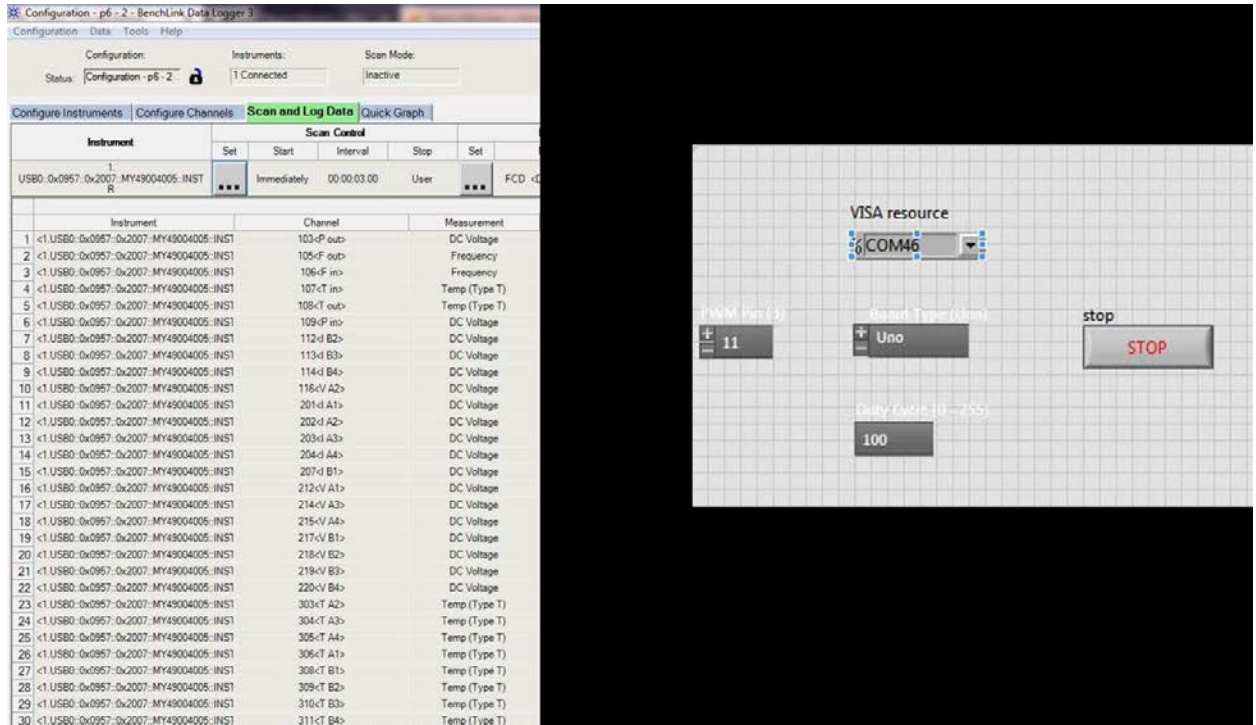 Configuration - p6 - 2 - BenchLink Data Logger 3
Configuration Data Tools Help
Configuration: Instruments: Scan Mode:
Status: Configuration - p6 - 2 1 Connected Inactive
Configure Instruments Configure Channels Scan and Log Data Quick Graph
Scan Control
Instrument Set Start Interval Stop Set
1.
USB0::0x0957::0x2007::MY49004005::INST ... Immediately 00:00:03.00 User ... FCD
R
Instrument Channel Measurement
1 <1.USB0::0x0957::0x2007::MY49004005::INST 103<P out> DC Voltage
2 <1.USB0::0x0957::0x2007::MY49004005::INST 105<F out> Frequency
3 <1.USB0::0x0957::0x2007::MY49004005::INST 106<F in> Frequency
4 <1.USB0::0x0957::0x2007::MY49004005::INST 107<T in> Temp (Type T)
5 <1.USB0::0x0957::0x2007::MY49004005::INST 108<T out> Temp (Type T)
6 <1.USB0::0x0957::0x2007::MY49004005::INST 109<P in> DC Voltage
7 <1.USB0::0x0957::0x2007::MY49004005::INST 112<I B2> DC Voltage
8 <1.USB0::0x0957::0x2007::MY49004005::INST 113<I B3> DC Voltage
9 <1.USB0::0x0957::0x2007::MY49004005::INST 114<I B4> DC Voltage
10 <1.USB0::0x0957::0x2007::MY49004005::INST 116<V A2> DC Voltage
11 <1.USB0::0x0957::0x2007::MY49004005::INST 201<I A1> DC Voltage
12 <1.USB0::0x0957::0x2007::MY49004005::INST 202<I A2> DC Voltage
13 <1.USB0::0x0957::0x2007::MY49004005::INST 203<I A3> DC Voltage
14 <1.USB0::0x0957::0x2007::MY49004005::INST 204<I A4> DC Voltage
15 <1.USB0::0x0957::0x2007::MY49004005::INST 207<I B1> DC Voltage
16 <1.USB0::0x0957::0x2007::MY49004005::INST 212<V A1> DC Voltage
17 <1.USB0::0x0957::0x2007::MY49004005::INST 214<V A3> DC Voltage
18 <1.USB0::0x0957::0x2007::MY49004005::INST 215<V A4> DC Voltage
19 <1.USB0::0x0957::0x2007::MY49004005::INST 217<V B1> DC Voltage
20 <1.USB0::0x0957::0x2007::MY49004005::INST 218<V B2> DC Voltage
21 <1.USB0::0x0957::0x2007::MY49004005::INST 219<V B3> DC Voltage
22 <1.USB0::0x0957::0x2007::MY49004005::INST 220<V B4> DC Voltage
23 <1.USB0::0x0957::0x2007::MY49004005::INST 303<T A2> Temp (Type T)
24 <1.USB0::0x0957::0x2007::MY49004005::INST 304<T A3> Temp (Type T)
25 <1.USB0::0x0957::0x2007::MY49004005::INST 305<T A4> Temp (Type T)
26 <1.USB0::0x0957::0x2007::MY49004005::INST 306<T A1> Temp (Type T)
27 <1.USB0::0x0957::0x2007::MY49004005::INST 308<T B1> Temp (Type T)
28 <1.USB0::0x0957::0x2007::MY49004005::INST 309<T B2> Temp (Type T)
29 <1.USB0::0x0957::0x2007::MY49004005::INST 310<T B3> Temp (Type T)
30 <1.USB0::0x0957::0x2007::MY49004005::INST 311<T B4> Temp (Type T)
VISA resource
COM46
PWM Pin (3) Board Type (Uno) stop
11 Uno STOP
Duty Cycle (0 - 255)
100